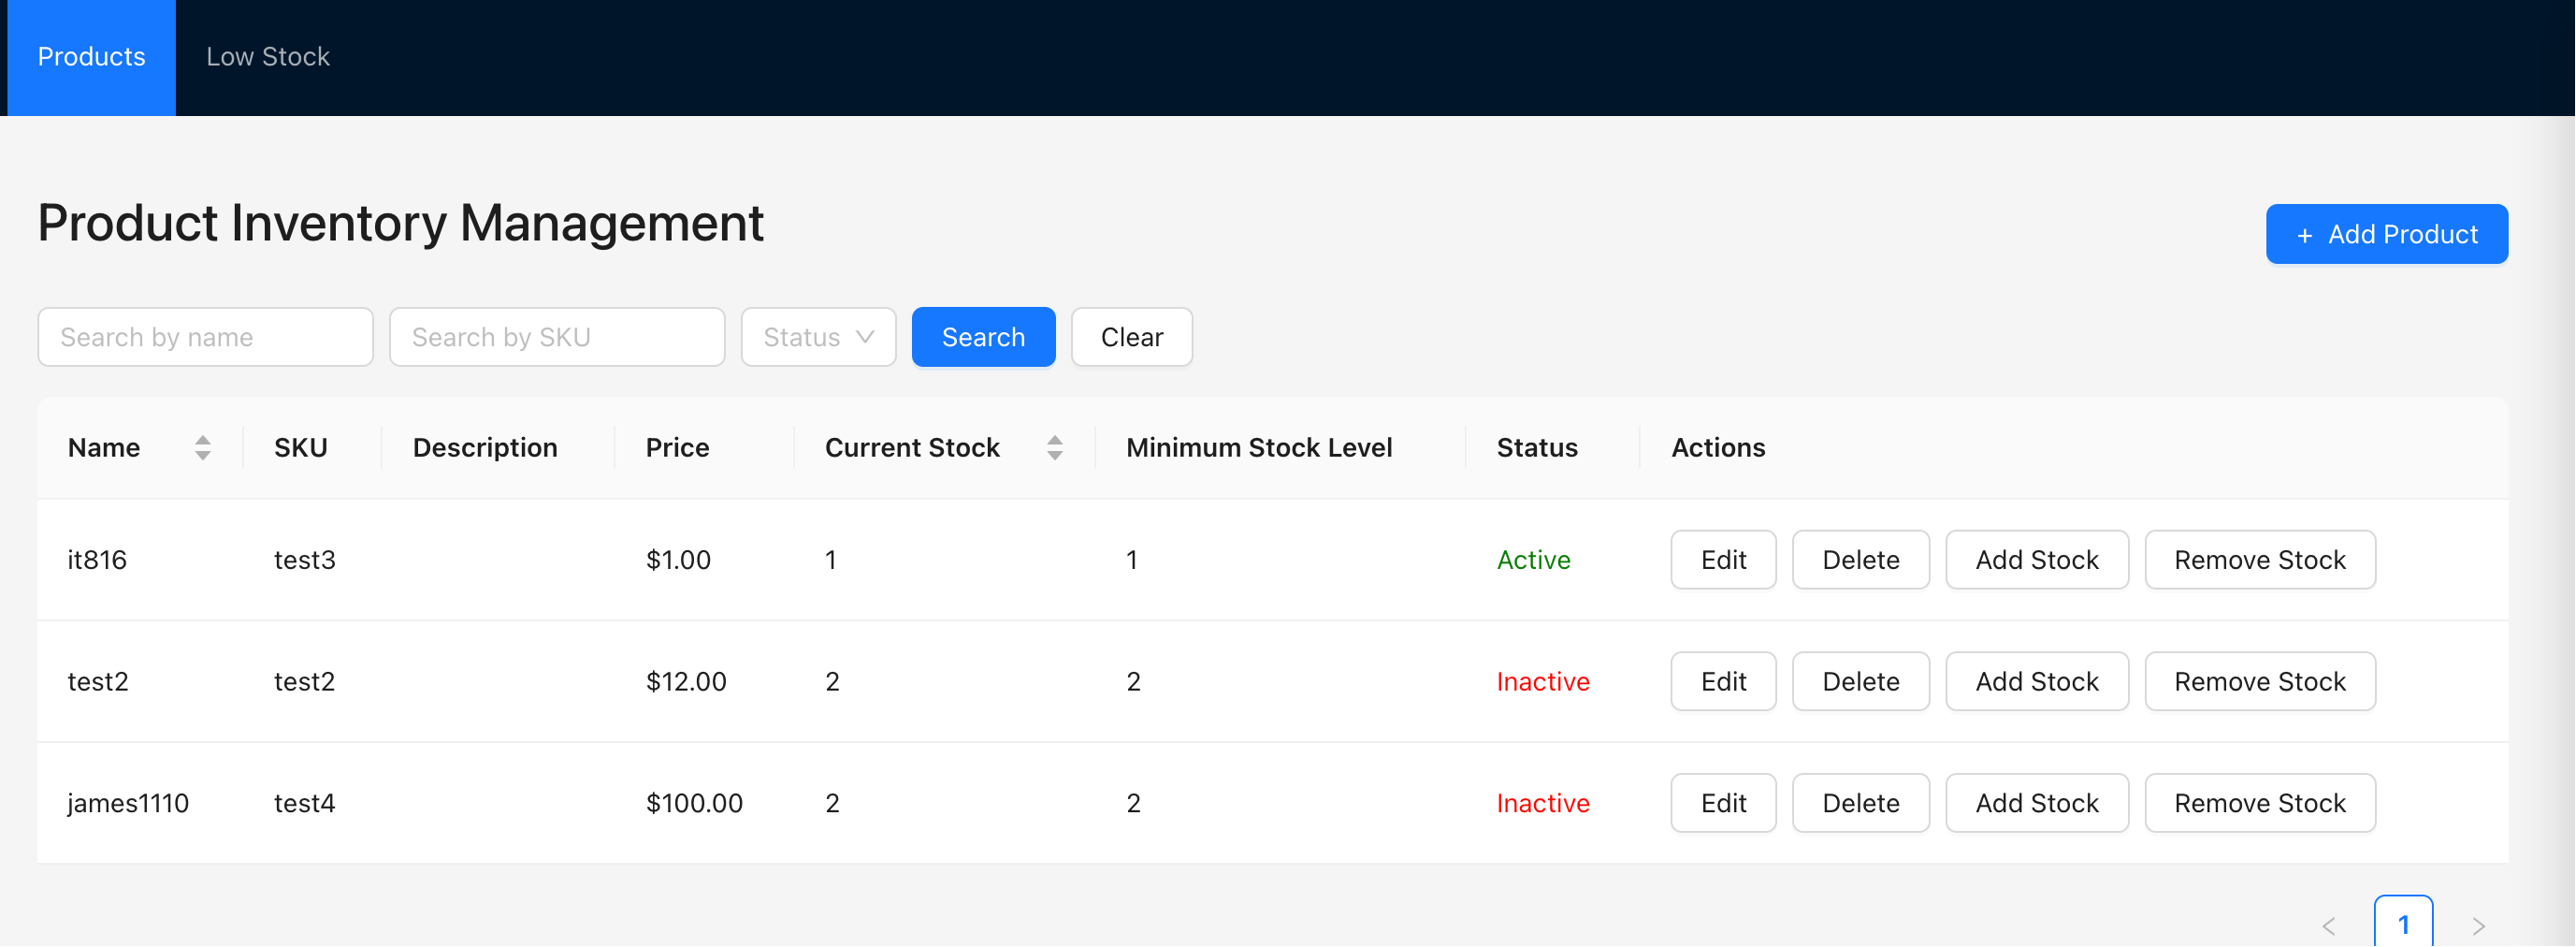 Products Low Stock
Product Inventory Management
+ Add Product
Search by name Search by SKU Status Search Clear
Name SKU Description Price Current Stock Minimum Stock Level Status Actions
it816 test3 $1.00 1 1 Active Edit Delete Add Stock Remove Stock
test2 test2 $12.00 2 2 Inactive Edit Delete Add Stock Remove Stock
james1110 test4 $100.00 2 2 Inactive Edit Delete Add Stock Remove Stock
< 1 >